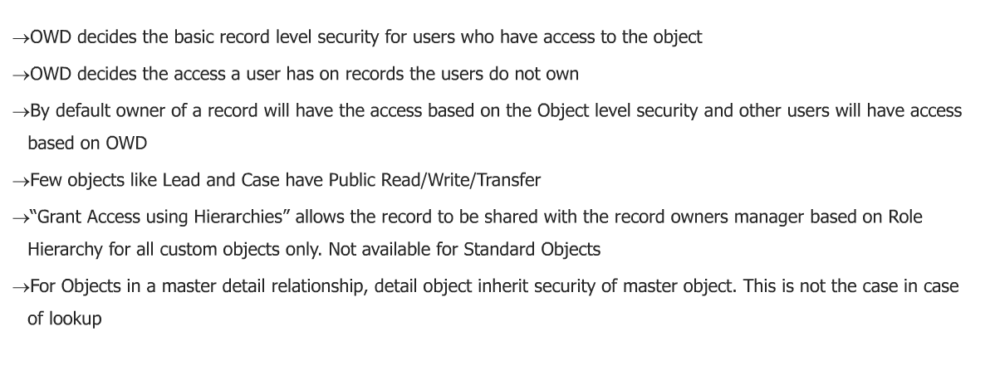 →OWD decides the basic record level security for users who have access to the object
→OWD decides the access a user has on records the users do not own
→By default owner of a record will have the access based on the Object level security and other users will have access
based on OWD
→Few objects like Lead and Case have Public Read/Write/Transfer
→“Grant Access using Hierarchies” allows the record to be shared with the record owners manager based on Role
Hierarchy for all custom objects only. Not available for Standard Objects
→For Objects in a master detail relationship, detail object inherit security of master object. This is not the case in case
of lookup